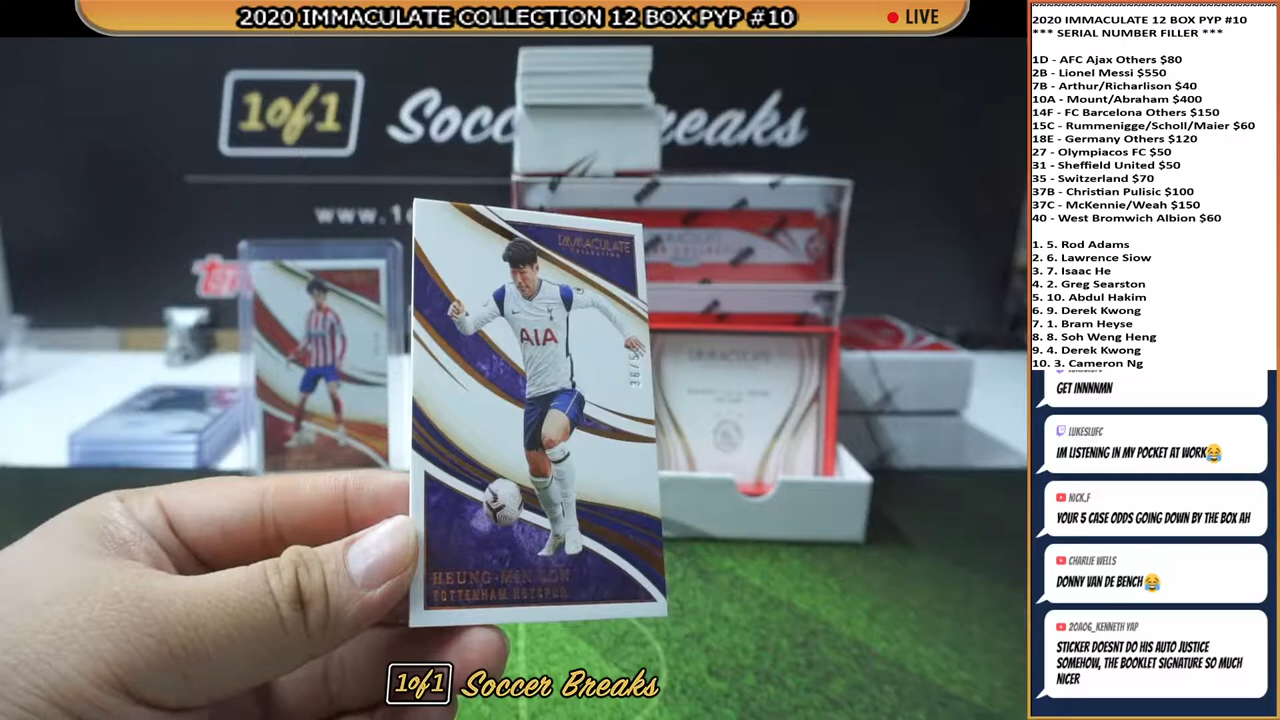 2020 IMMACULATE COLLECTION 12 BOX PYP #10
LIVE
1of1 Soccer Breaks
IMMACULATE
COLLECTION
AIA
HEUNG-MIN SON
TOTTENHAM HOTSPUR
1of1 Soccer Breaks
2020 IMMACULATE 12 BOX PYP #10
*** SERIAL NUMBER FILLER ***
1D - AFC Ajax Others $80
2B - Lionel Messi $550
7B - Arthur/Richarlison $40
10A - Mount/Abraham $400
14F - FC Barcelona Others $150
15C - Rummenigge/Scholl/Maier $60
18E - Germany Others $120
27 - Olympiacos FC $50
31 - Sheffield United $50
35 - Switzerland $70
37B - Christian Pulisic $100
37C - McKennie/Weah $150
40 - West Bromwich Albion $60
1. 5. Rod Adams
2. 6. Lawrence Siow
3. 7. Isaac He
4. 2. Greg Searston
5. 10. Abdul Hakim
6. 9. Derek Kwong
7. 1. Bram Heyse
8. 8. Soh Weng Heng
9. 4. Derek Kwong
10. 3. Cameron Ng
GET INNNNMN
LUKESLUFC
IM LISTENING IN MY POCKET AT WORK😂
NICK.F
YOUR 5 CASE ODDS GOING DOWN BY THE BOX AH
CHARLIE WELLS
DONNY VAN DE BENCH😂
20A06_KENNETH YAP
STICKER DOESNT DO HIS AUTO JUSTICE
SOMEHOW, THE BOOKLET SIGNATURE SO MUCH
NICER